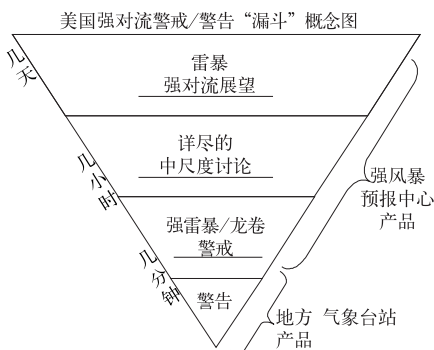 美国强对流警戒/警告“漏斗”概念图
几天
雷暴
强对流展望
几小时
详尽的
中尺度讨论
强风暴
预报中心
产品
强雷暴/龙卷
警戒
几分钟
警告
地方 气象台站
产品